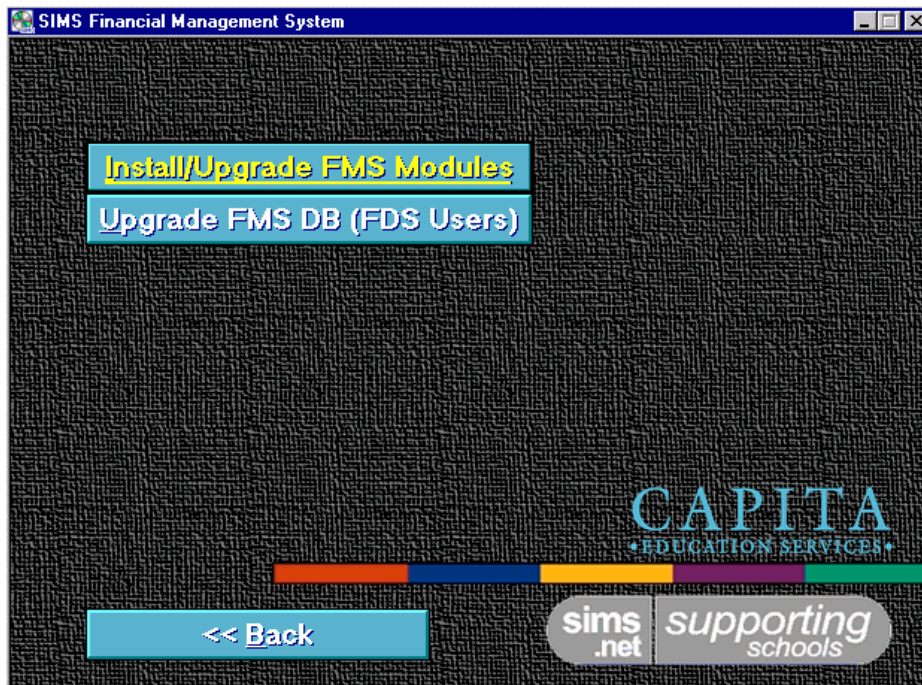 SIMS Financial Management System
Install/Upgrade FMS Modules
Upgrade FMS DB (FDS Users)
CAPITA
•EDUCATION SERVICES•
<< Back
sims
.net
supporting
schools